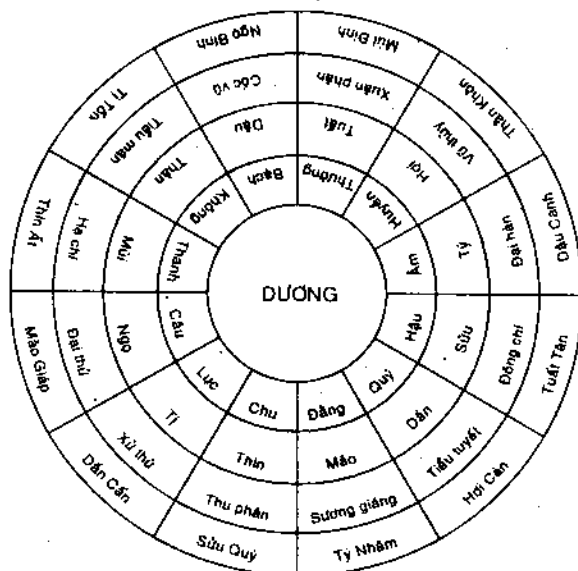 Ngọ Bính
Mùi Đinh
Thân Khôn
Dậu Canh
Tuất Tân
Hợi Càn
Tý Nhâm
Sửu Quý
Dần Cấn
Mão Giáp
Thìn Ất
Tị Tốn
Cốc vũ
Xuân phân
Vũ thủy
Đại hàn
Đông chí
Tiểu tuyết
Sương giáng
Thu phân
Xử thử
Đại thử
Hạ chí
Tiểu mãn
Dậu
Tuất
Hợi
Tý
Sửu
Dần
Mão
Thìn
Tị
Ngọ
Mùi
Thân
Bạch
Thường
Huyền
Âm
Hậu
Quý
Đằng
Chu
Lục
Câu
Thanh
Không
DƯƠNG